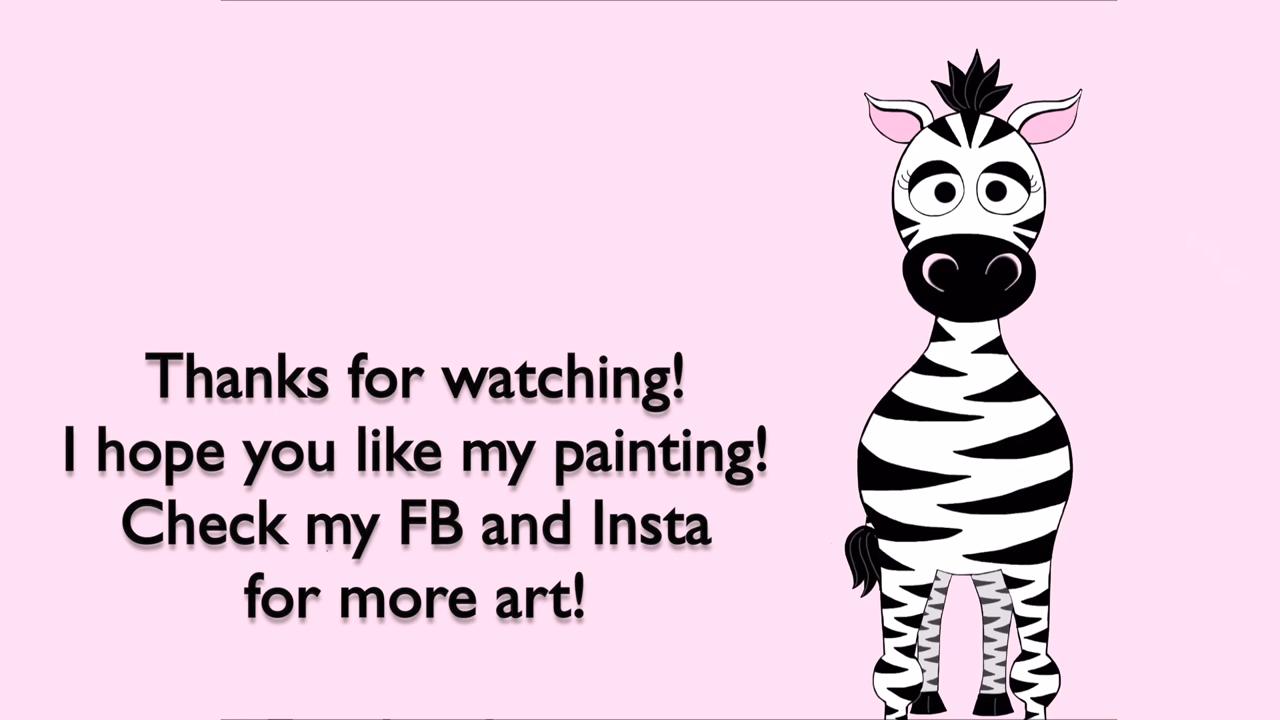 Thanks for watching!
I hope you like my painting!
Check my FB and Insta
for more art!